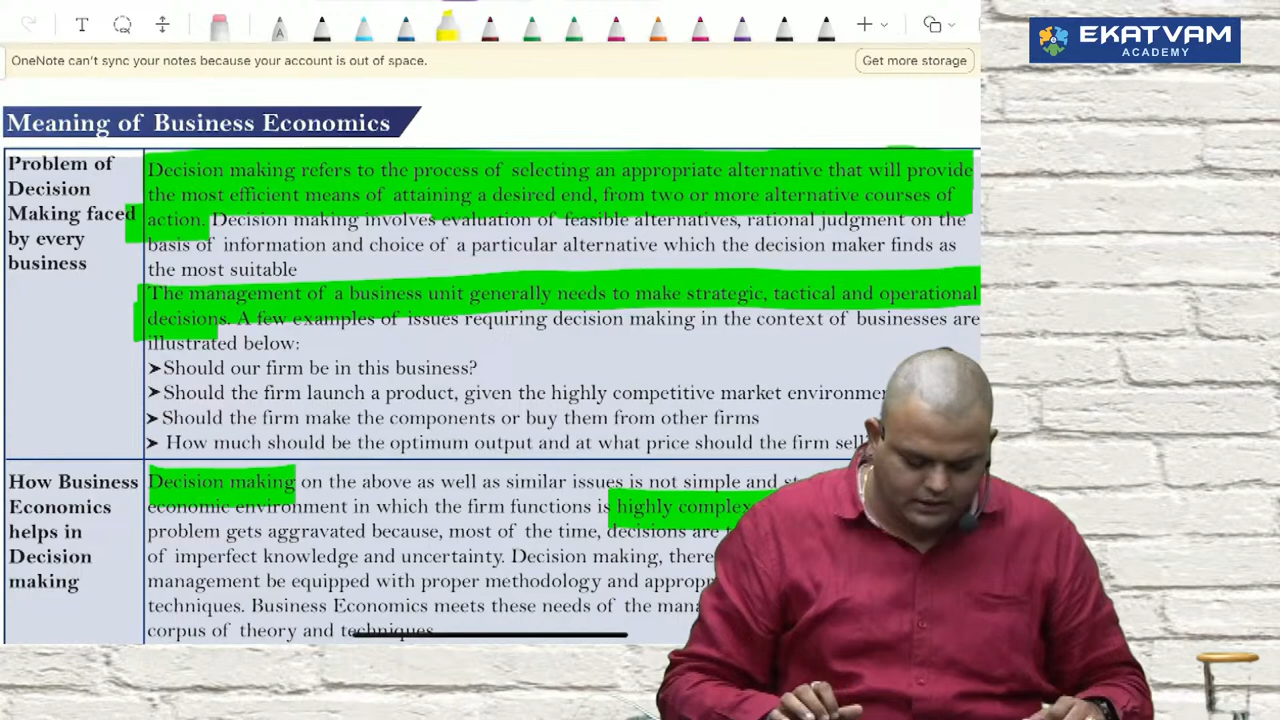 T
EKATVAM
ACADEMY
OneNote can't sync your notes because your account is out of space.
Get more storage
Meaning of Business Economics
Problem of
Decision
Making faced
by every
business
Decision making refers to the process of selecting an appropriate alternative that will provide
the most efficient means of attaining a desired end, from two or more alternative courses of
action. Decision making involves evaluation of feasible alternatives, rational judgment on the
basis of information and choice of a particular alternative which the decision maker finds as
the most suitable
The management of a business unit generally needs to make strategic, tactical and operational
decisions. A few examples of issues requiring decision making in the context of businesses are
illustrated below:
➤Should our firm be in this business?
➤Should the firm launch a product, given the highly competitive market
➤Should the firm make the components or buy them from other firms
➤ How much should be the optimum output and at what price should the firm sell
How Business
Economics
helps in
Decision
making
Decision making on the above as well as similar issues is not simple and
economic environment in which the firm functions is highly complex
problem gets aggravated because, most of the time, decisions are
of imperfect knowledge and uncertainty. Decision making,
management be equipped with proper methodology and
techniques. Business Economics meets these needs of the
corpus of theory and techniques